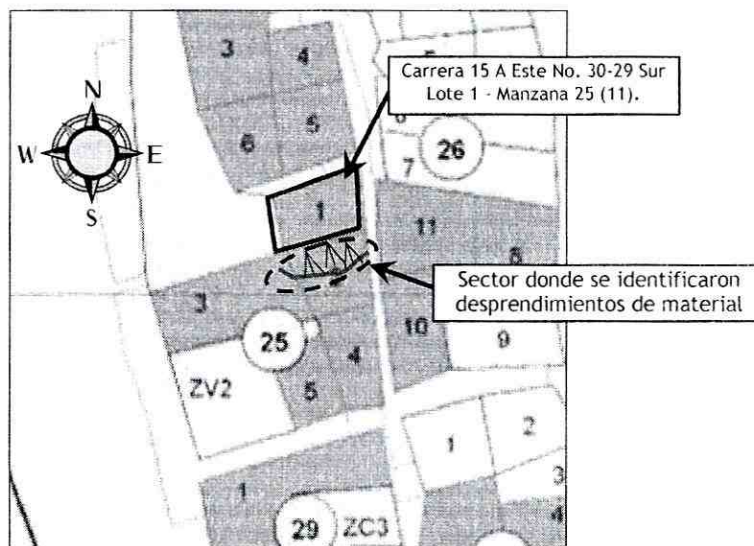 3
4
Carrera 15 A Este No. 30-29 Sur
Lote 1 - Manzana 25 (11).
N
W E
S
6
5
26
7
1
11
8
Sector donde se identificaron
desprendimientos de material
3
25
10
9
4
ZV2
5
1
2
3
1
4
29
ZC3